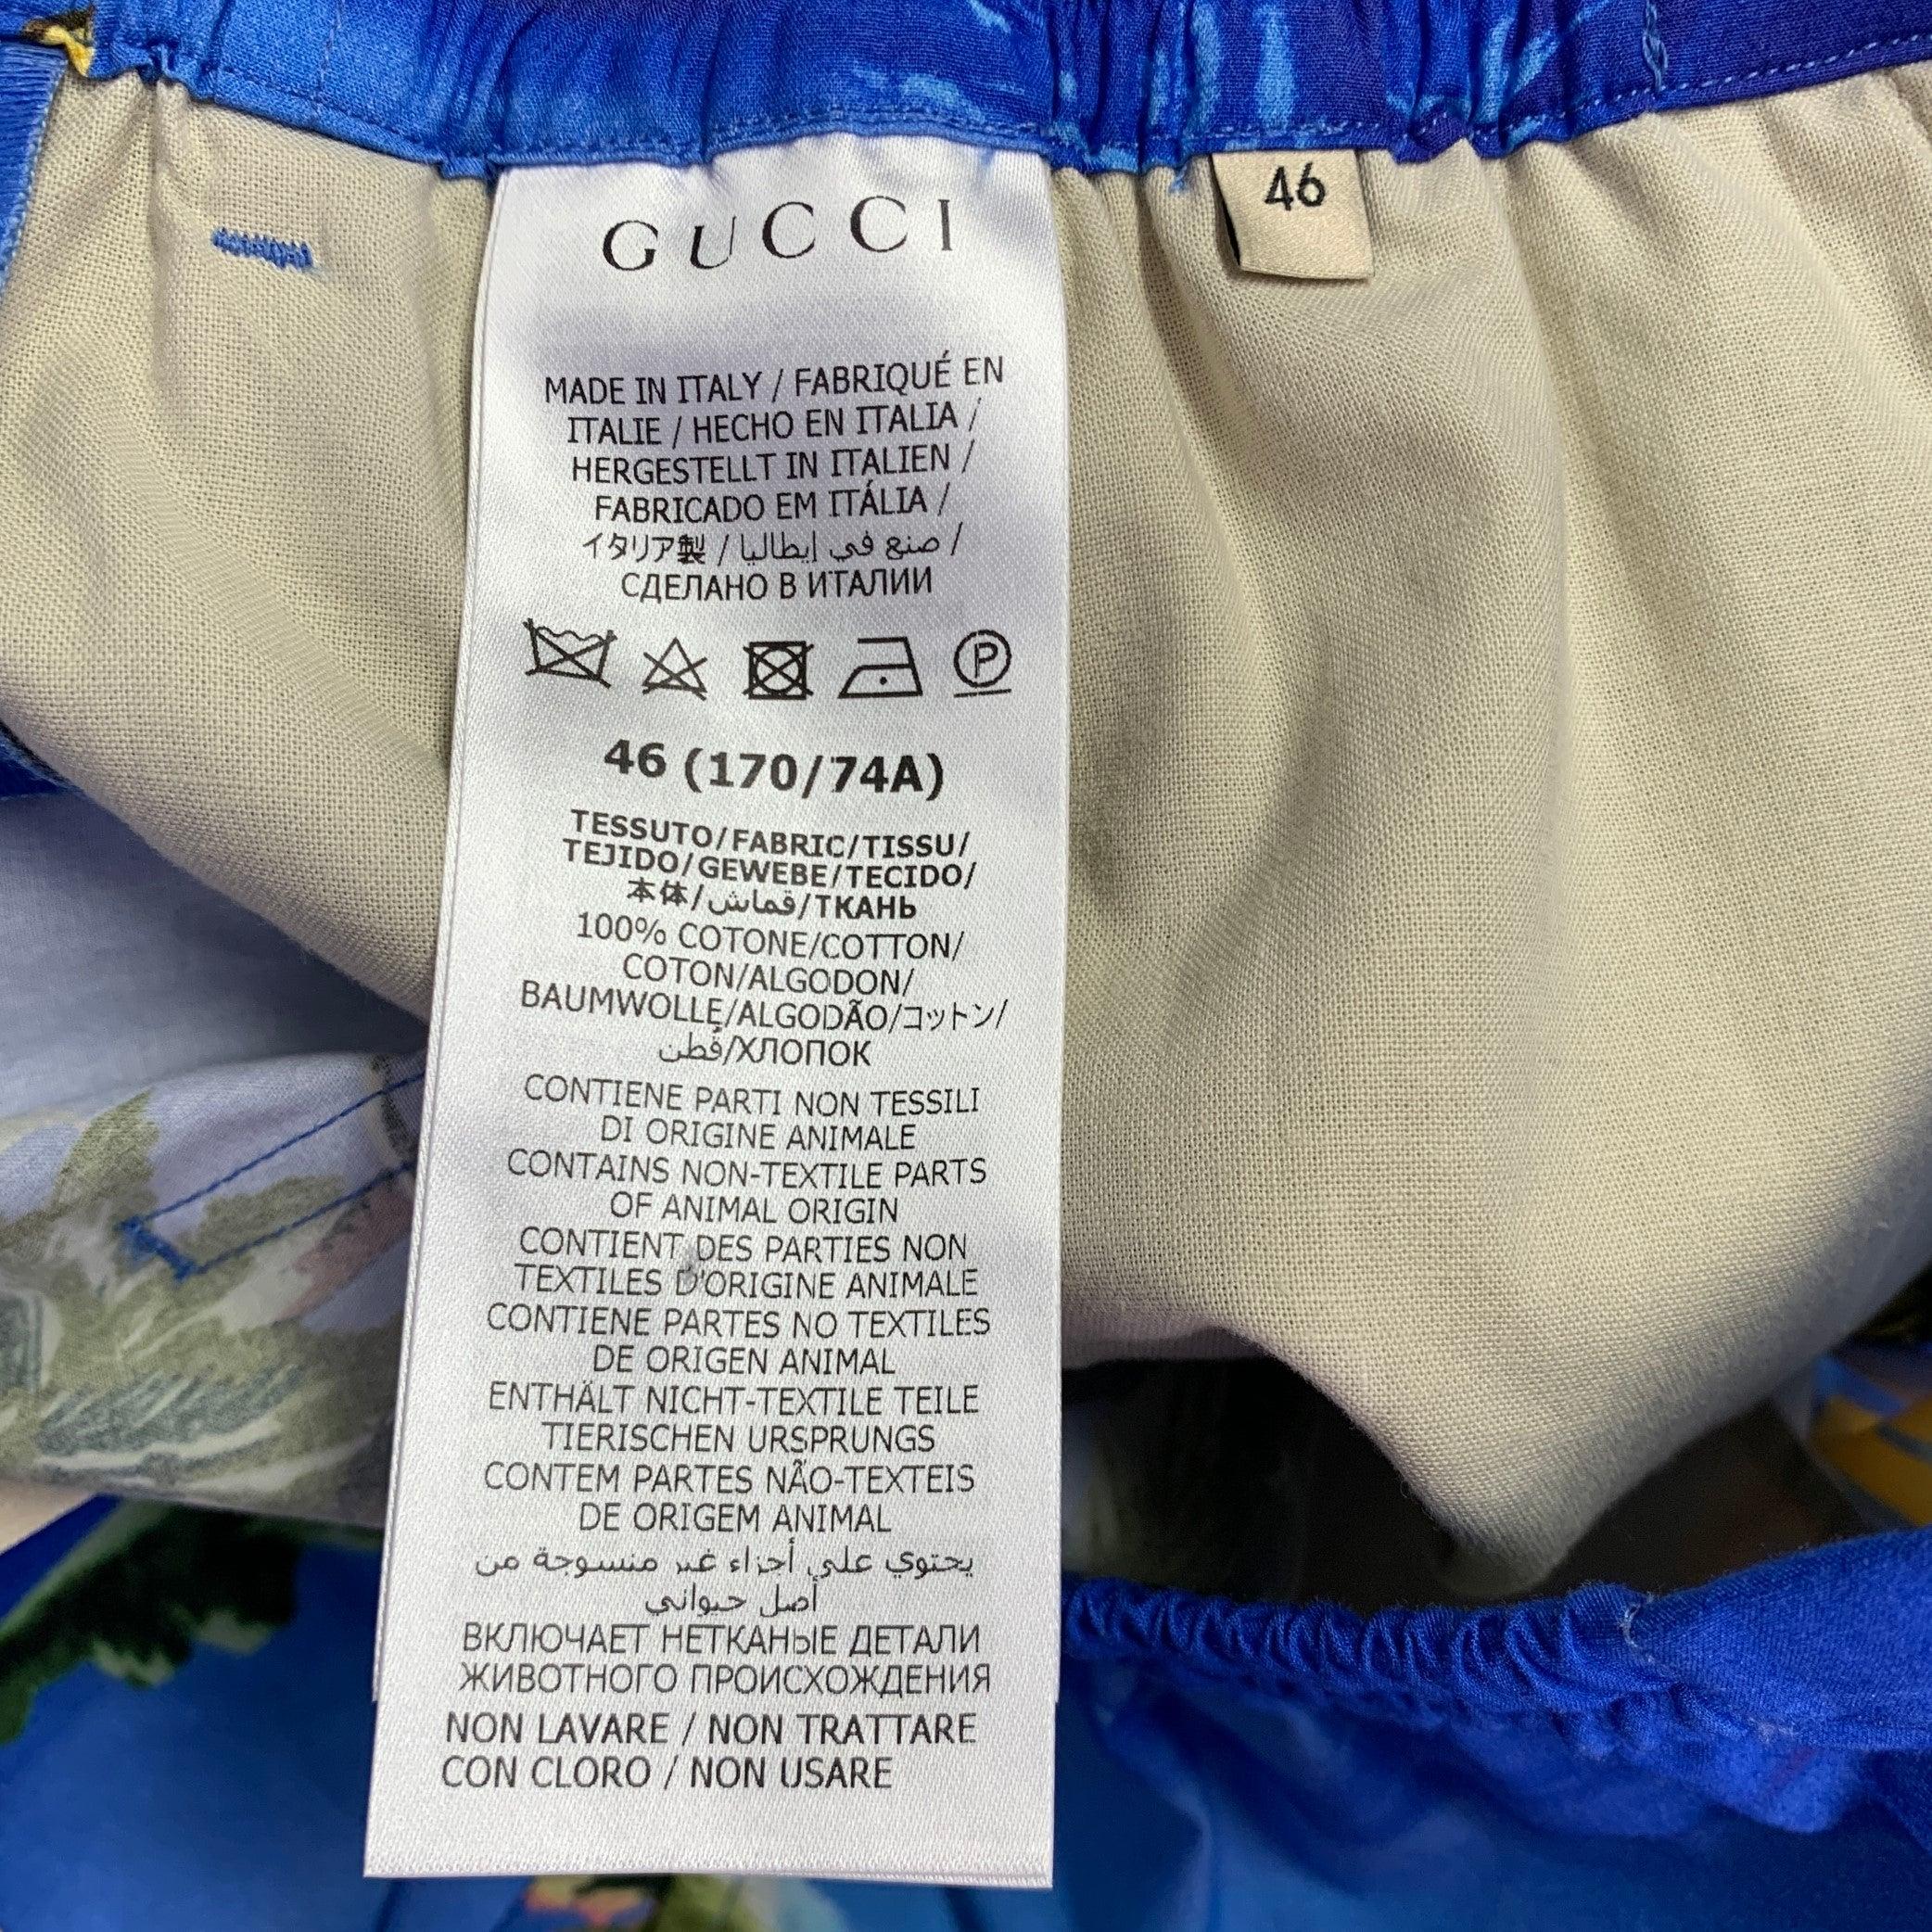 GUCCI
46
MADE IN ITALY / FABRIQUÉ EN
ITALIE / HECHO EN ITALIA /
HERGESTELLT IN ITALIEN /
FABRICADO EM ITÁLIA /
イタリア製 / صنع في إيطاليا /
СДЕЛАНО В ИТАЛИИ
P
46 (170/74A)
TESSUTO/FABRIC/TISSU/
TEJIDO/GEWEBE/TECIDO/
本体/قماش/ТКАНЬ
100% COTONE/COTTON/
COTON/ALGODON/
BAUMWOLLE/ALGODÃO/コットン/
قطن/ХЛОПОК
CONTIENE PARTI NON TESSILI
DI ORIGINE ANIMALE
CONTAINS NON-TEXTILE PARTS
OF ANIMAL ORIGIN
CONTIENT DES PARTIES NON
TEXTILES D'ORIGINE ANIMALE
CONTIENE PARTES NO TEXTILES
DE ORIGEN ANIMAL
ENTHÄLT NICHT-TEXTILE TEILE
TIERISCHEN URSPRUNGS
CONTEM PARTES NÃO-TEXTEIS
DE ORIGEM ANIMAL
يحتوي على أجزاء غير منسوجة من
أصل حيواني
ВКЛЮЧАЕТ НЕТКАНЫЕ ДЕТАЛИ
ЖИВОТНОГО ПРОИСХОЖДЕНИЯ
NON LAVARE / NON TRATTARE
CON CLORO / NON USARE